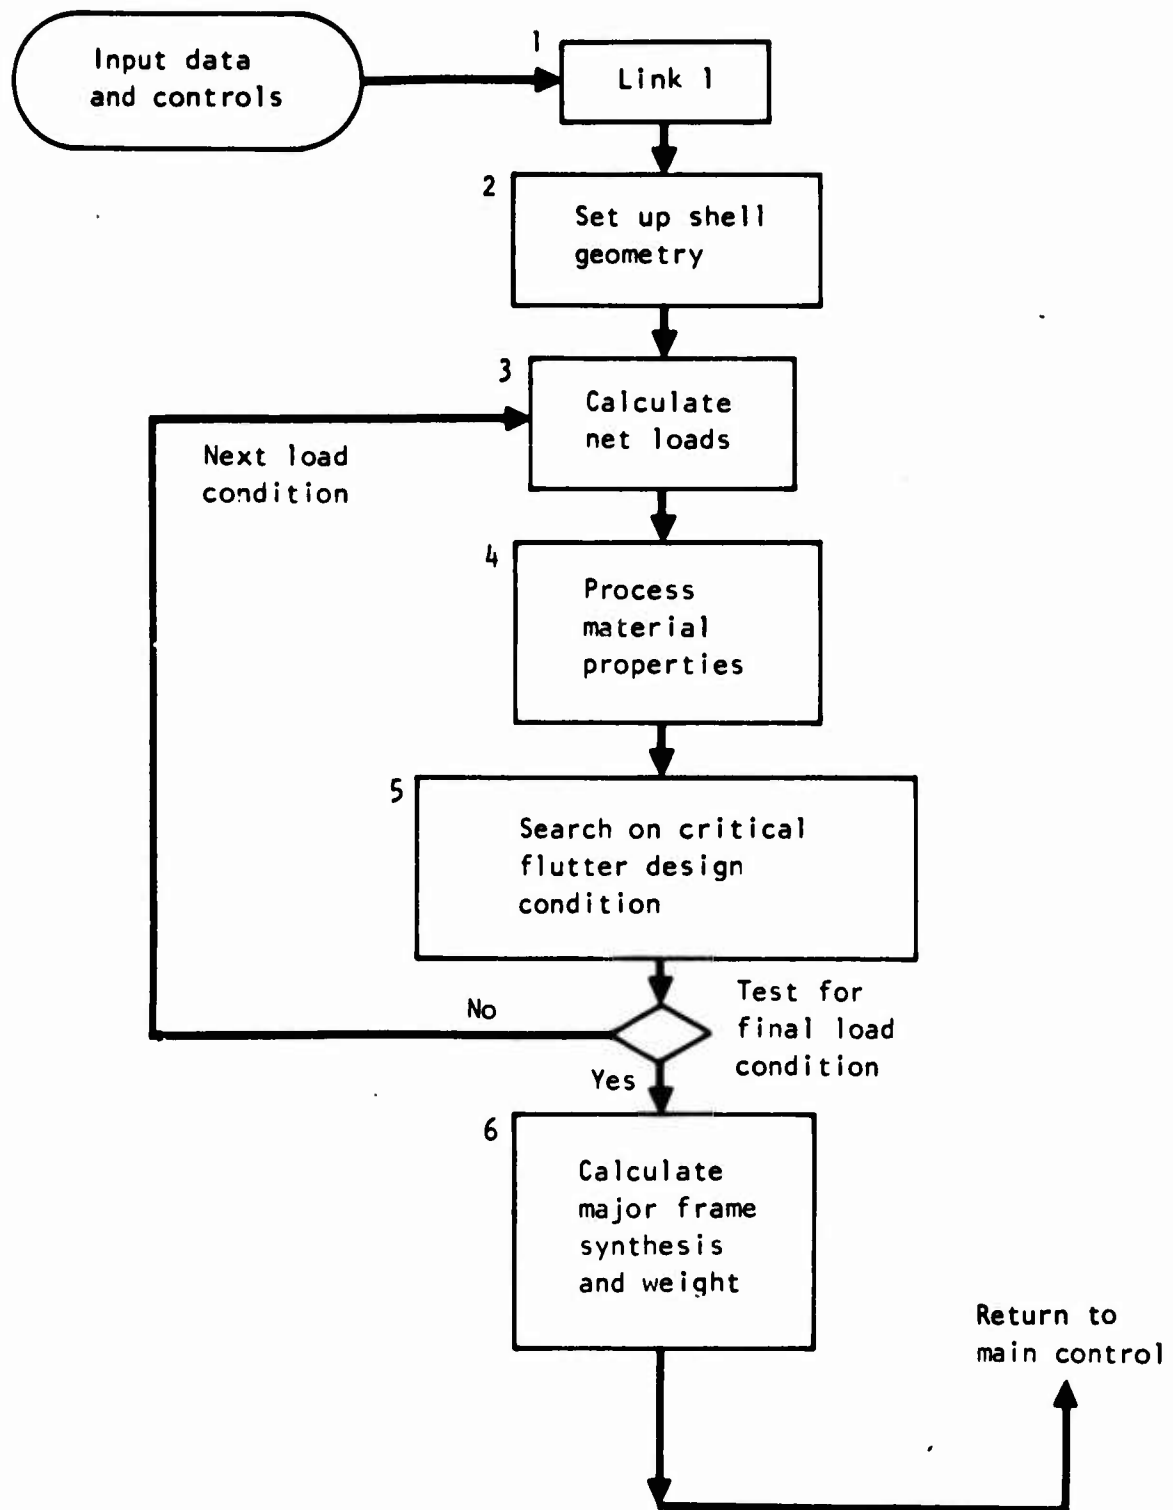 Input data
and controls
1
Link 1
2
Set up shell
geometry
3
Calculate
net loads
Next load
condition
4
Process
material
properties
5
Search on critical
flutter design
condition
No
Test for
final load
condition
Yes
6
Calculate
major frame
synthesis
and weight
Return to
main control